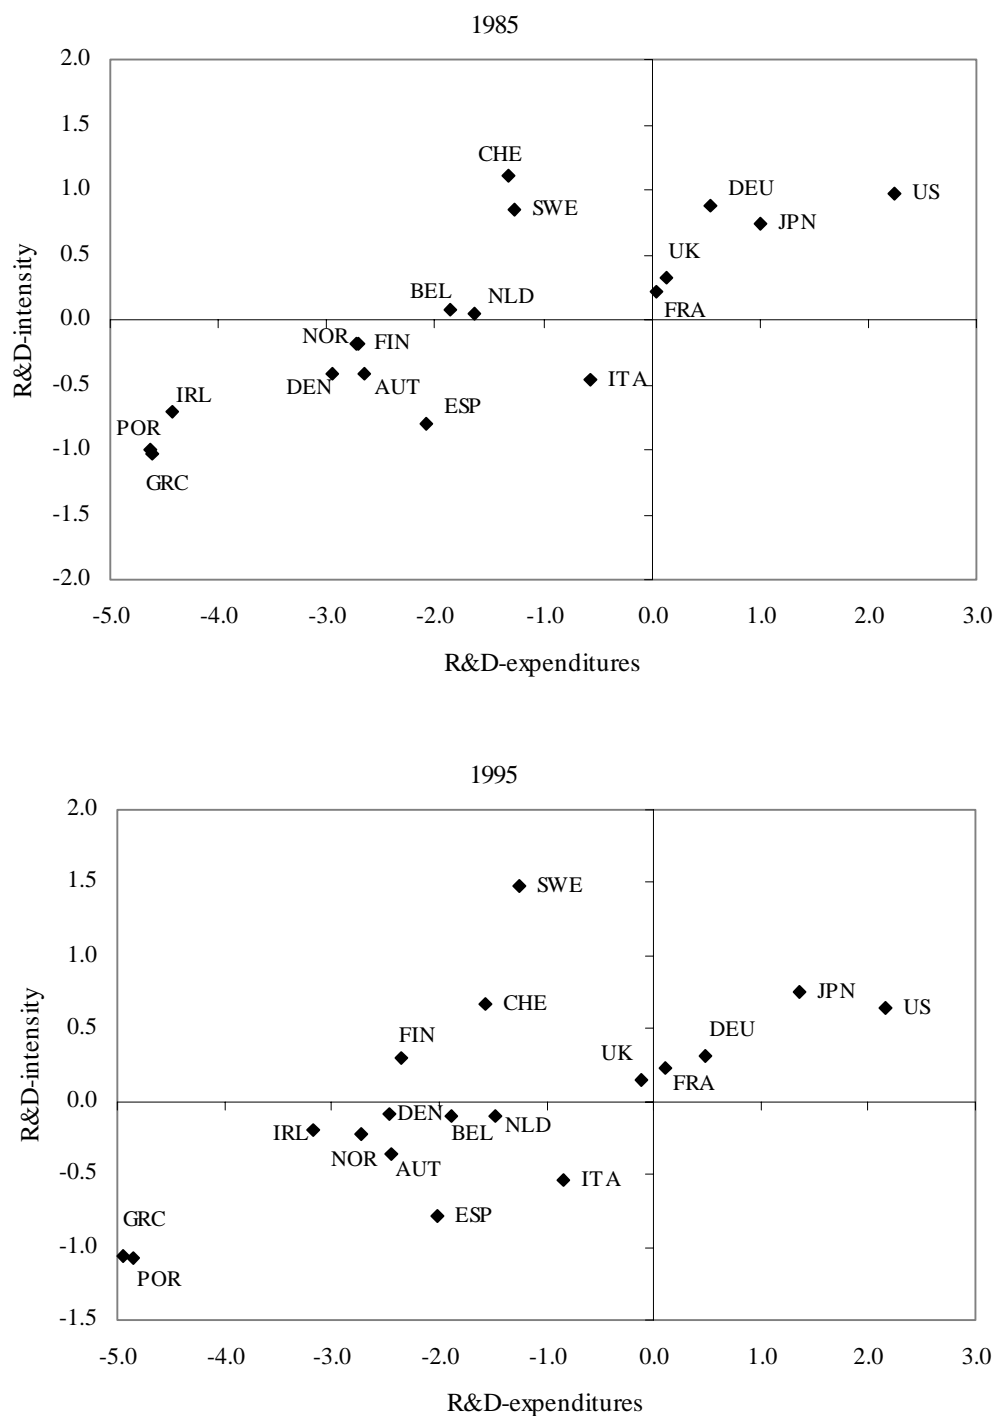 1985
2.0
1.5
CHE
1.0
DEU
US
SWE
JPN
0.5
UK
BEL
NLD
FRA
0.0
NOR
FIN
-0.5
DEN
AUT
ITA
IRL
ESP
POR
-1.0
GRC
-1.5
-2.0
R&D-intensity
-5.0 -4.0 -3.0 -2.0 -1.0 0.0 1.0 2.0 3.0
R&D-expenditures
1995
2.0
1.5
SWE
1.0
CHE
JPN
US
0.5
FIN
DEU
UK
FRA
0.0
IRL
DEN
BEL
NLD
NOR
AUT
-0.5
ITA
ESP
GRC
-1.0
POR
-1.5
R&D-intensity
-5.0 -4.0 -3.0 -2.0 -1.0 0.0 1.0 2.0 3.0
R&D-expenditures